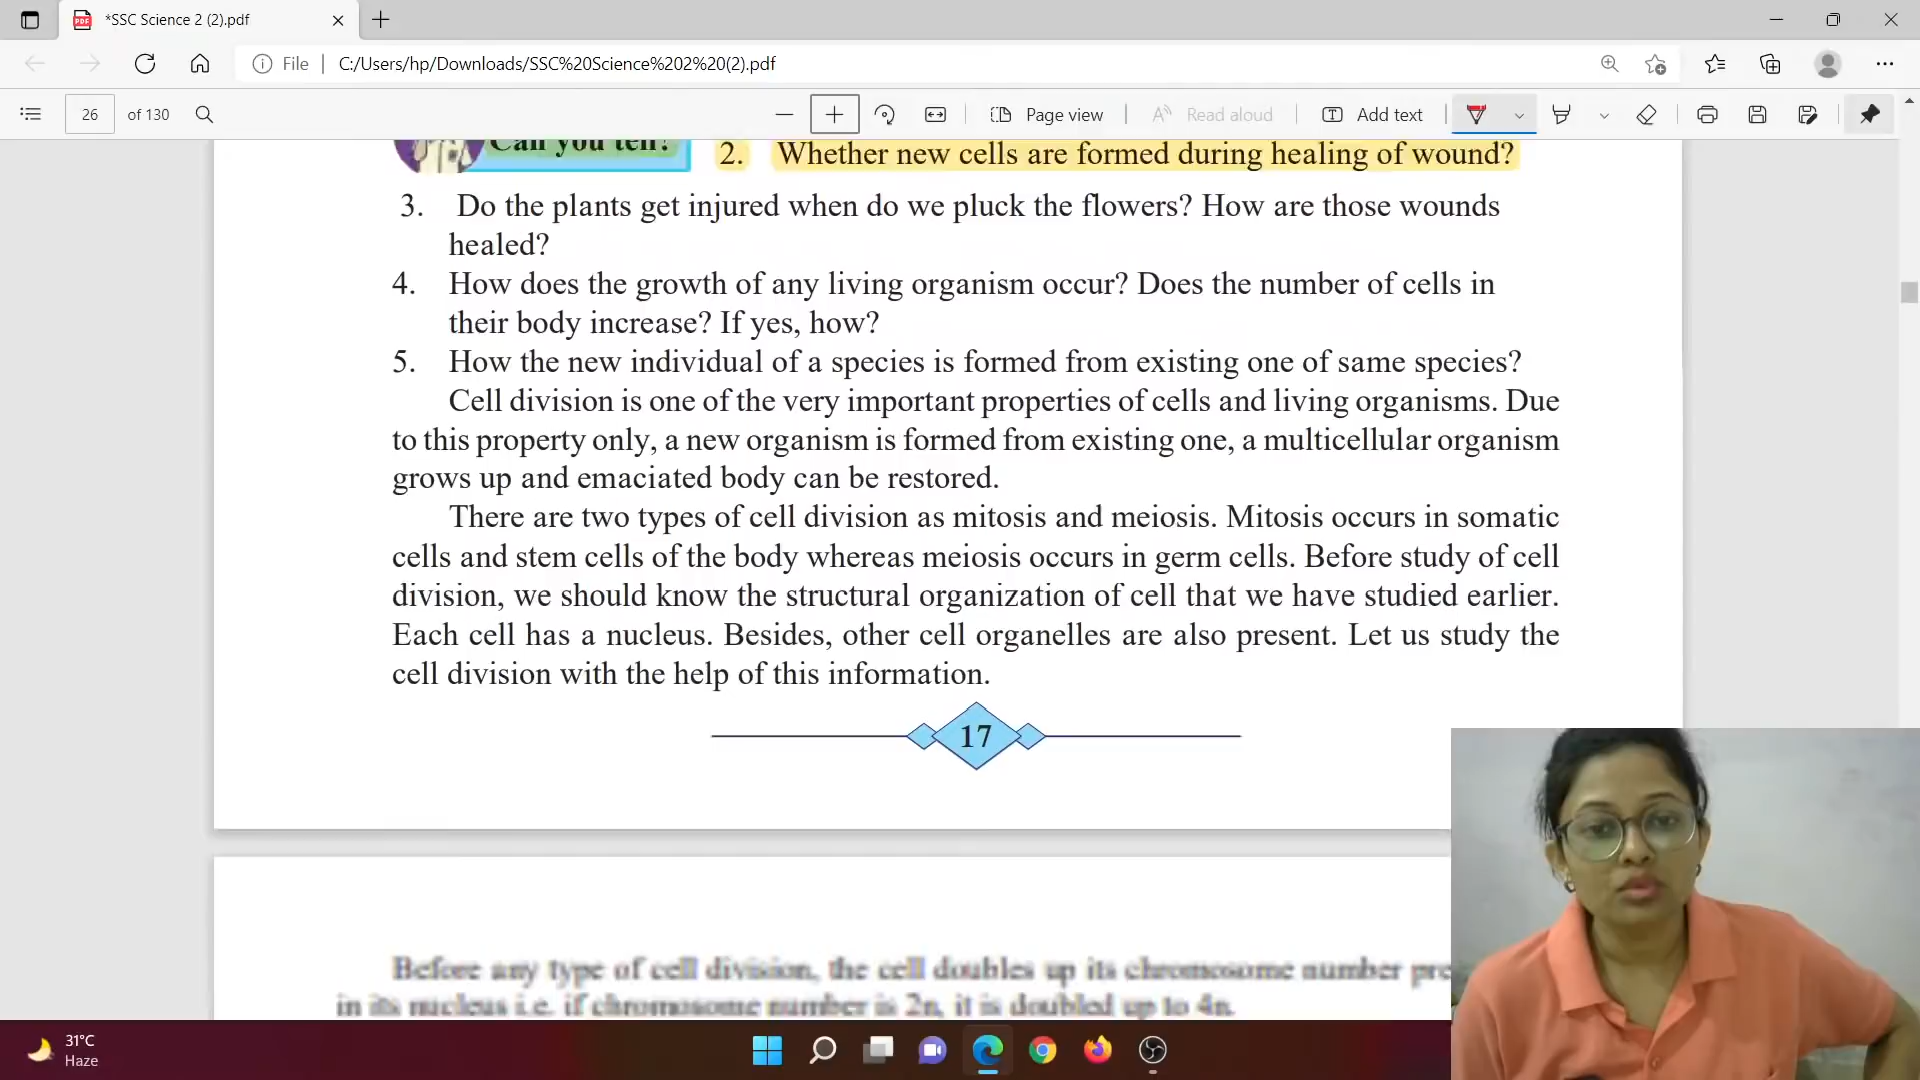 *SSC Science 2 (2).pdf
File
C:/Users/hp/Downloads/SSC%20Science%202%20(2).pdf
26 of 130
Page view
Read aloud
Add text
Can you tell?
2. Whether new cells are formed during healing of wound?
3. Do the plants get injured when do we pluck the flowers? How are those wounds
healed?
4. How does the growth of any living organism occur? Does the number of cells in
their body increase? If yes, how?
5. How the new individual of a species is formed from existing one of same species?
Cell division is one of the very important properties of cells and living organisms. Due
to this property only, a new organism is formed from existing one, a multicellular organism
grows up and emaciated body can be restored.
There are two types of cell division as mitosis and meiosis. Mitosis occurs in somatic
cells and stem cells of the body whereas meiosis occurs in germ cells. Before study of cell
division, we should know the structural organization of cell that we have studied earlier.
Each cell has a nucleus. Besides, other cell organelles are also present. Let us study the
cell division with the help of this information.
17
Before any type of cell division, the cell doubles up its chromosome number
in its nucleus i.e. if chromosome number is 2n, it is doubled up to 4n.
31°C
Haze